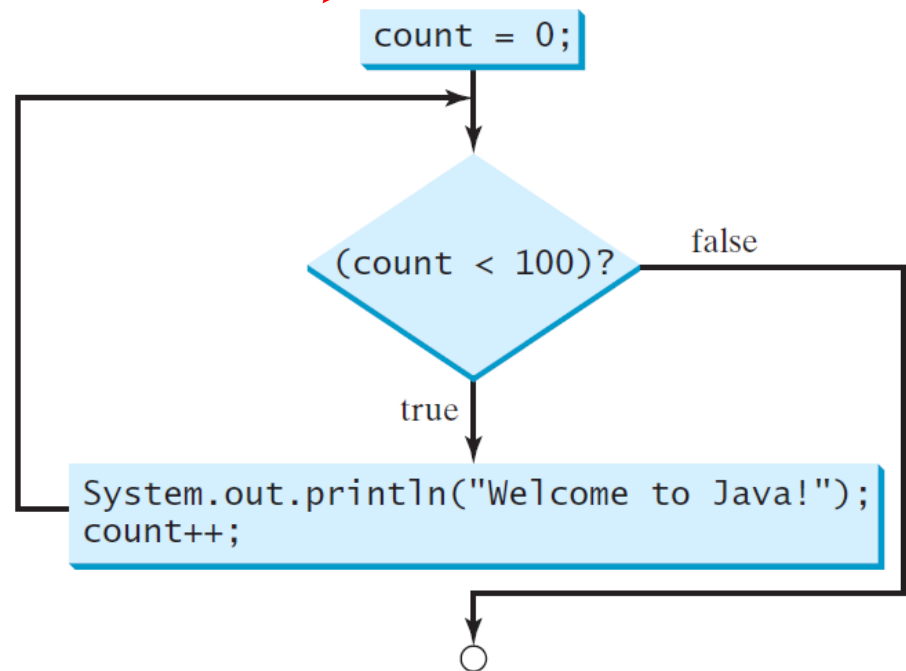 count = 0;
(count < 100)?
false
true
System.out.println("Welcome to Java!");
count++;